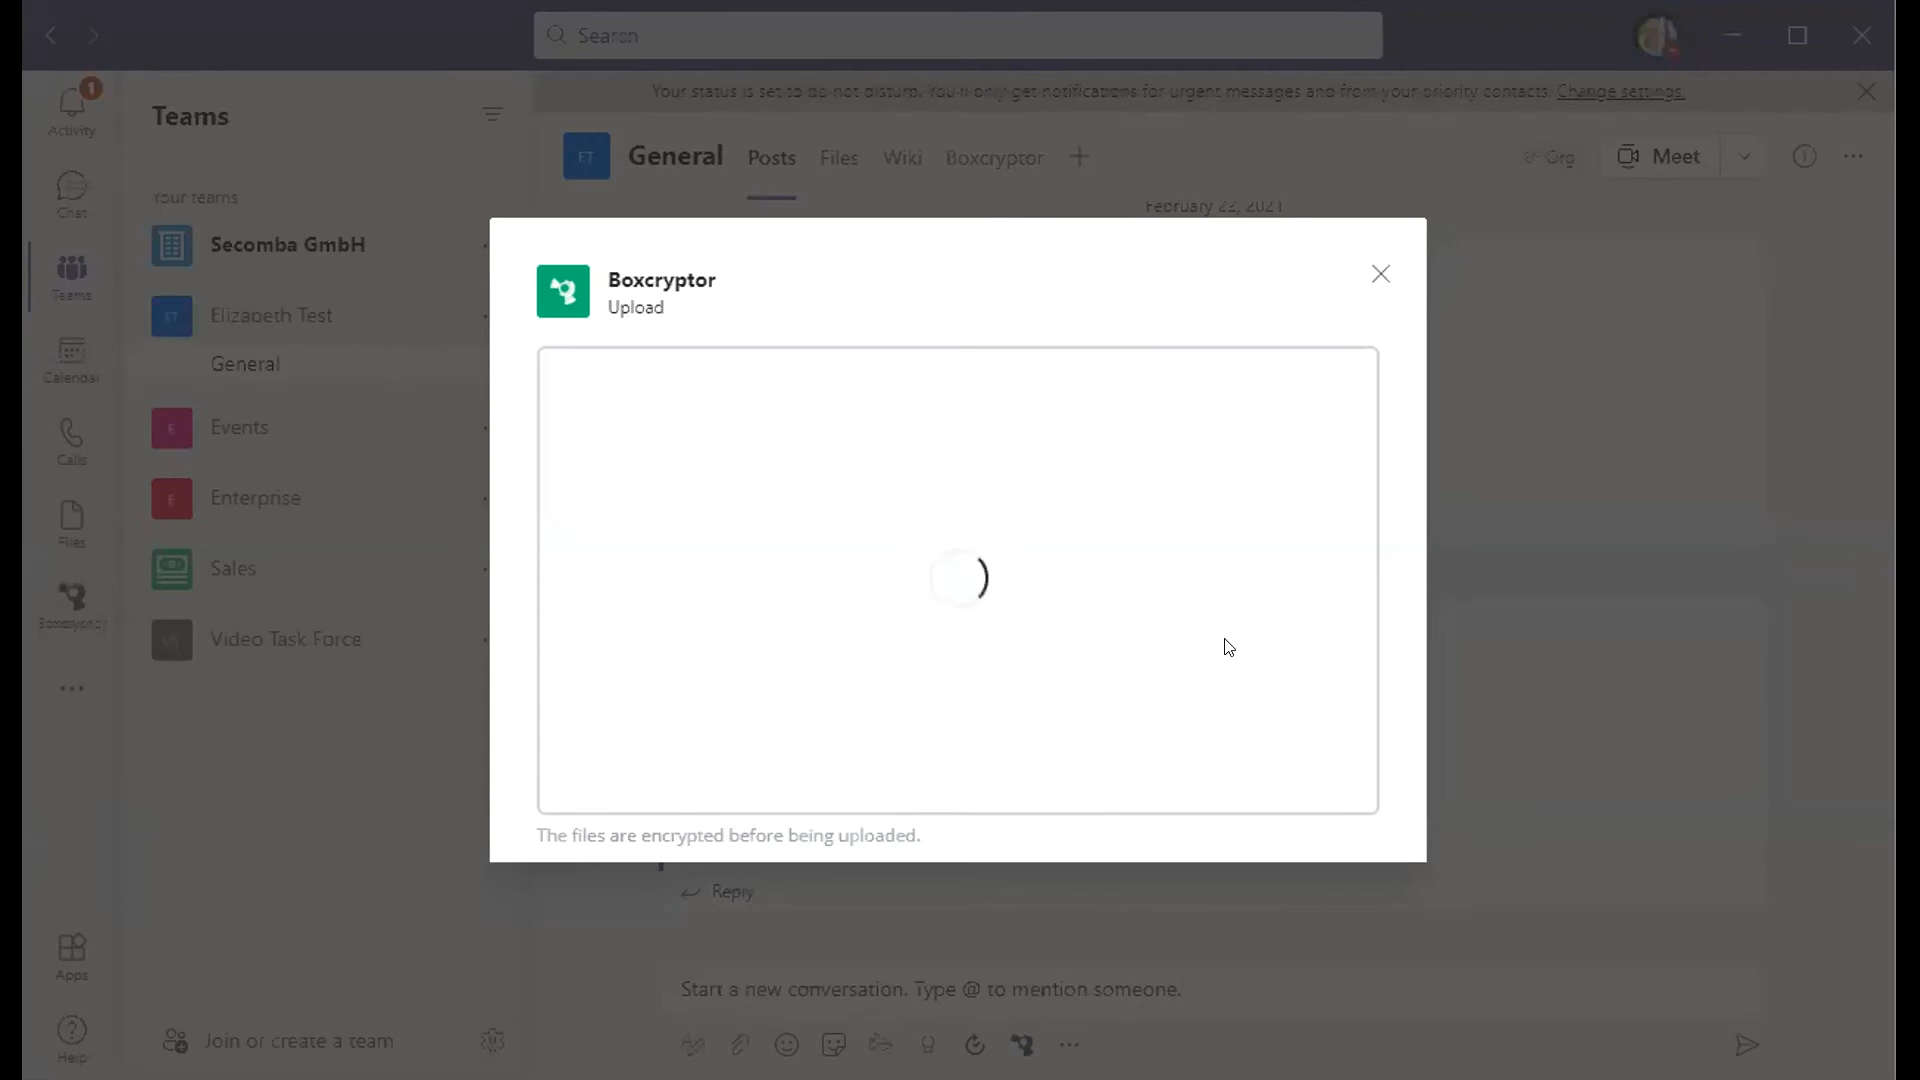 Search
Your status is set to do not disturb. You'll only get notifications for urgent messages and from your priority contacts. Change settings.
1
Activity
Chat
Teams
Calendar
Calls
Files
Boxcryptor
Apps
Help
Teams
Your teams
Secomba GmbH
ET
Elizabeth Test
General
E
Events
E
Enterprise
Sales
Video Task Force
Join or create a team
ET
General
Posts
Files
Wiki
Boxcryptor
Org
Meet
February 22, 2021
Boxcryptor
Upload
The files are encrypted before being uploaded.
Reply
Start a new conversation. Type @ to mention someone.